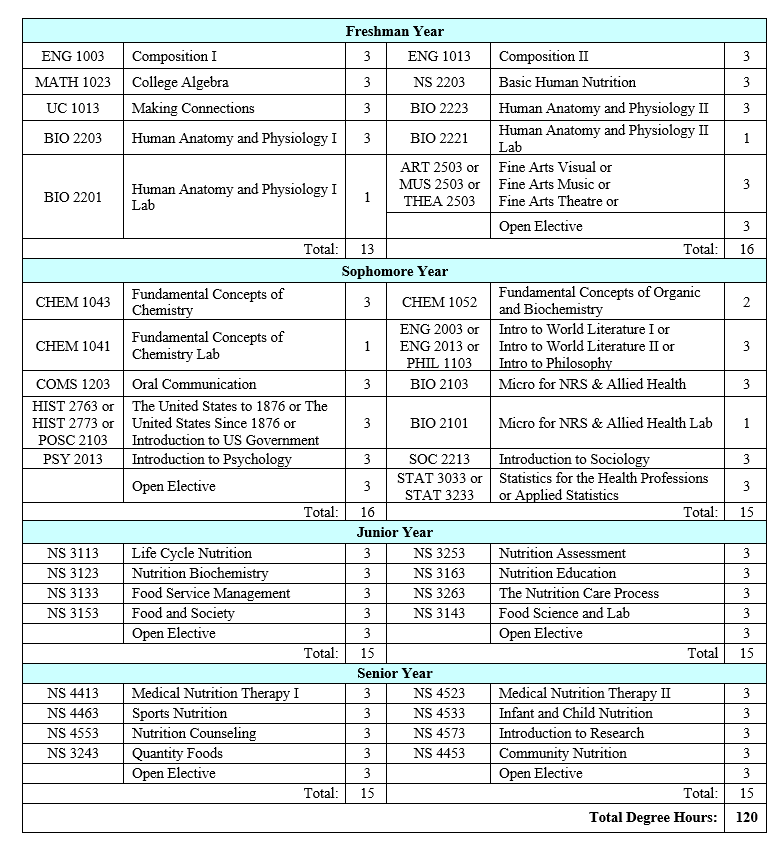 Freshman Year
ENG 1003 Composition I 3 ENG 1013 Composition II 3
MATH 1023 College Algebra 3 NS 2203 Basic Human Nutrition 3
UC 1013 Making Connections 3 BIO 2223 Human Anatomy and Physiology II 3
BIO 2203 Human Anatomy and Physiology I 3 BIO 2221 Human Anatomy and Physiology II
Lab 1
BIO 2201 Human Anatomy and Physiology I
Lab 1
ART 2503 or Fine Arts Visual or
MUS 2503 or Fine Arts Music or 3
THEA 2503 Fine Arts Theatre or
Open Elective 3
Total: 13 Total: 16
Sophomore Year
CHEM 1043 Fundamental Concepts of
Chemistry 3
CHEM 1052 Fundamental Concepts of Organic
and Biochemistry 2
CHEM 1041 Fundamental Concepts of
Chemistry Lab 1
ENG 2003 or Intro to World Literature I or
ENG 2013 or Intro to World Literature II or 3
PHIL 1103 Intro to Philosophy
COMS 1203 Oral Communication 3 BIO 2103 Micro for NRS & Allied Health 3
HIST 2763 or The United States to 1876 or The
HIST 2773 or United States Since 1876 or 3
POSC 2103 Introduction to US Government
BIO 2101 Micro for NRS & Allied Health Lab 1
PSY 2013 Introduction to Psychology 3 SOC 2213 Introduction to Sociology 3
Open Elective 3
STAT 3033 or Statistics for the Health Professions
STAT 3233 or Applied Statistics 3
Total: 16 Total: 15
Junior Year
NS 3113 Life Cycle Nutrition 3 NS 3253 Nutrition Assessment 3
NS 3123 Nutrition Biochemistry 3 NS 3163 Nutrition Education 3
NS 3133 Food Service Management 3 NS 3263 The Nutrition Care Process 3
NS 3153 Food and Society 3 NS 3143 Food Science and Lab 3
Open Elective 3 Open Elective 3
Total: 15 Total 15
Senior Year
NS 4413 Medical Nutrition Therapy I 3 NS 4523 Medical Nutrition Therapy II 3
NS 4463 Sports Nutrition 3 NS 4533 Infant and Child Nutrition 3
NS 4553 Nutrition Counseling 3 NS 4573 Introduction to Research 3
NS 3243 Quantity Foods 3 NS 4453 Community Nutrition 3
Open Elective 3 Open Elective 3
Total: 15 Total: 15
Total Degree Hours: 120